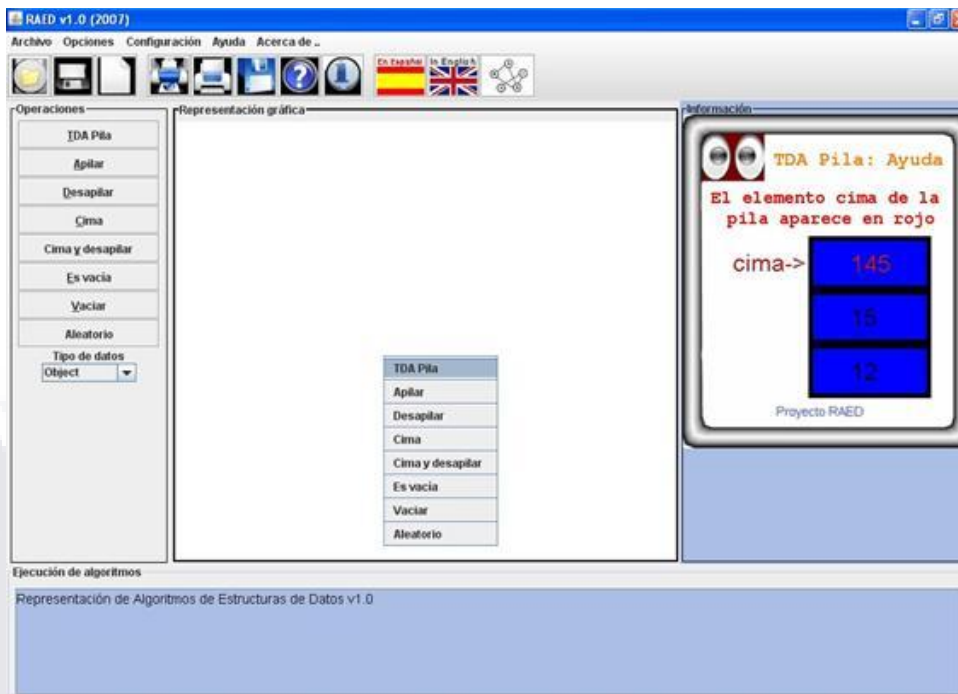 RAED v1.0 (2007)
Archivo Opciones Configuración Ayuda Acerca de ..
En Español In English
Operaciones
TDA Pila
Apilar
Desapilar
Cima
Cima y desapilar
Es vacia
Vaciar
Aleatorio
Tipo de datos
Object
Representación gráfica
TDA Pila
Apilar
Desapilar
Cima
Cima y desapilar
Es vacia
Vaciar
Aleatorio
Información
TDA Pila: Ayuda
El elemento cima de la
pila aparece en rojo
cima-> 145
15
12
Proyecto RAED
Ejecución de algoritmos
Representación de Algoritmos de Estructuras de Datos v1.0